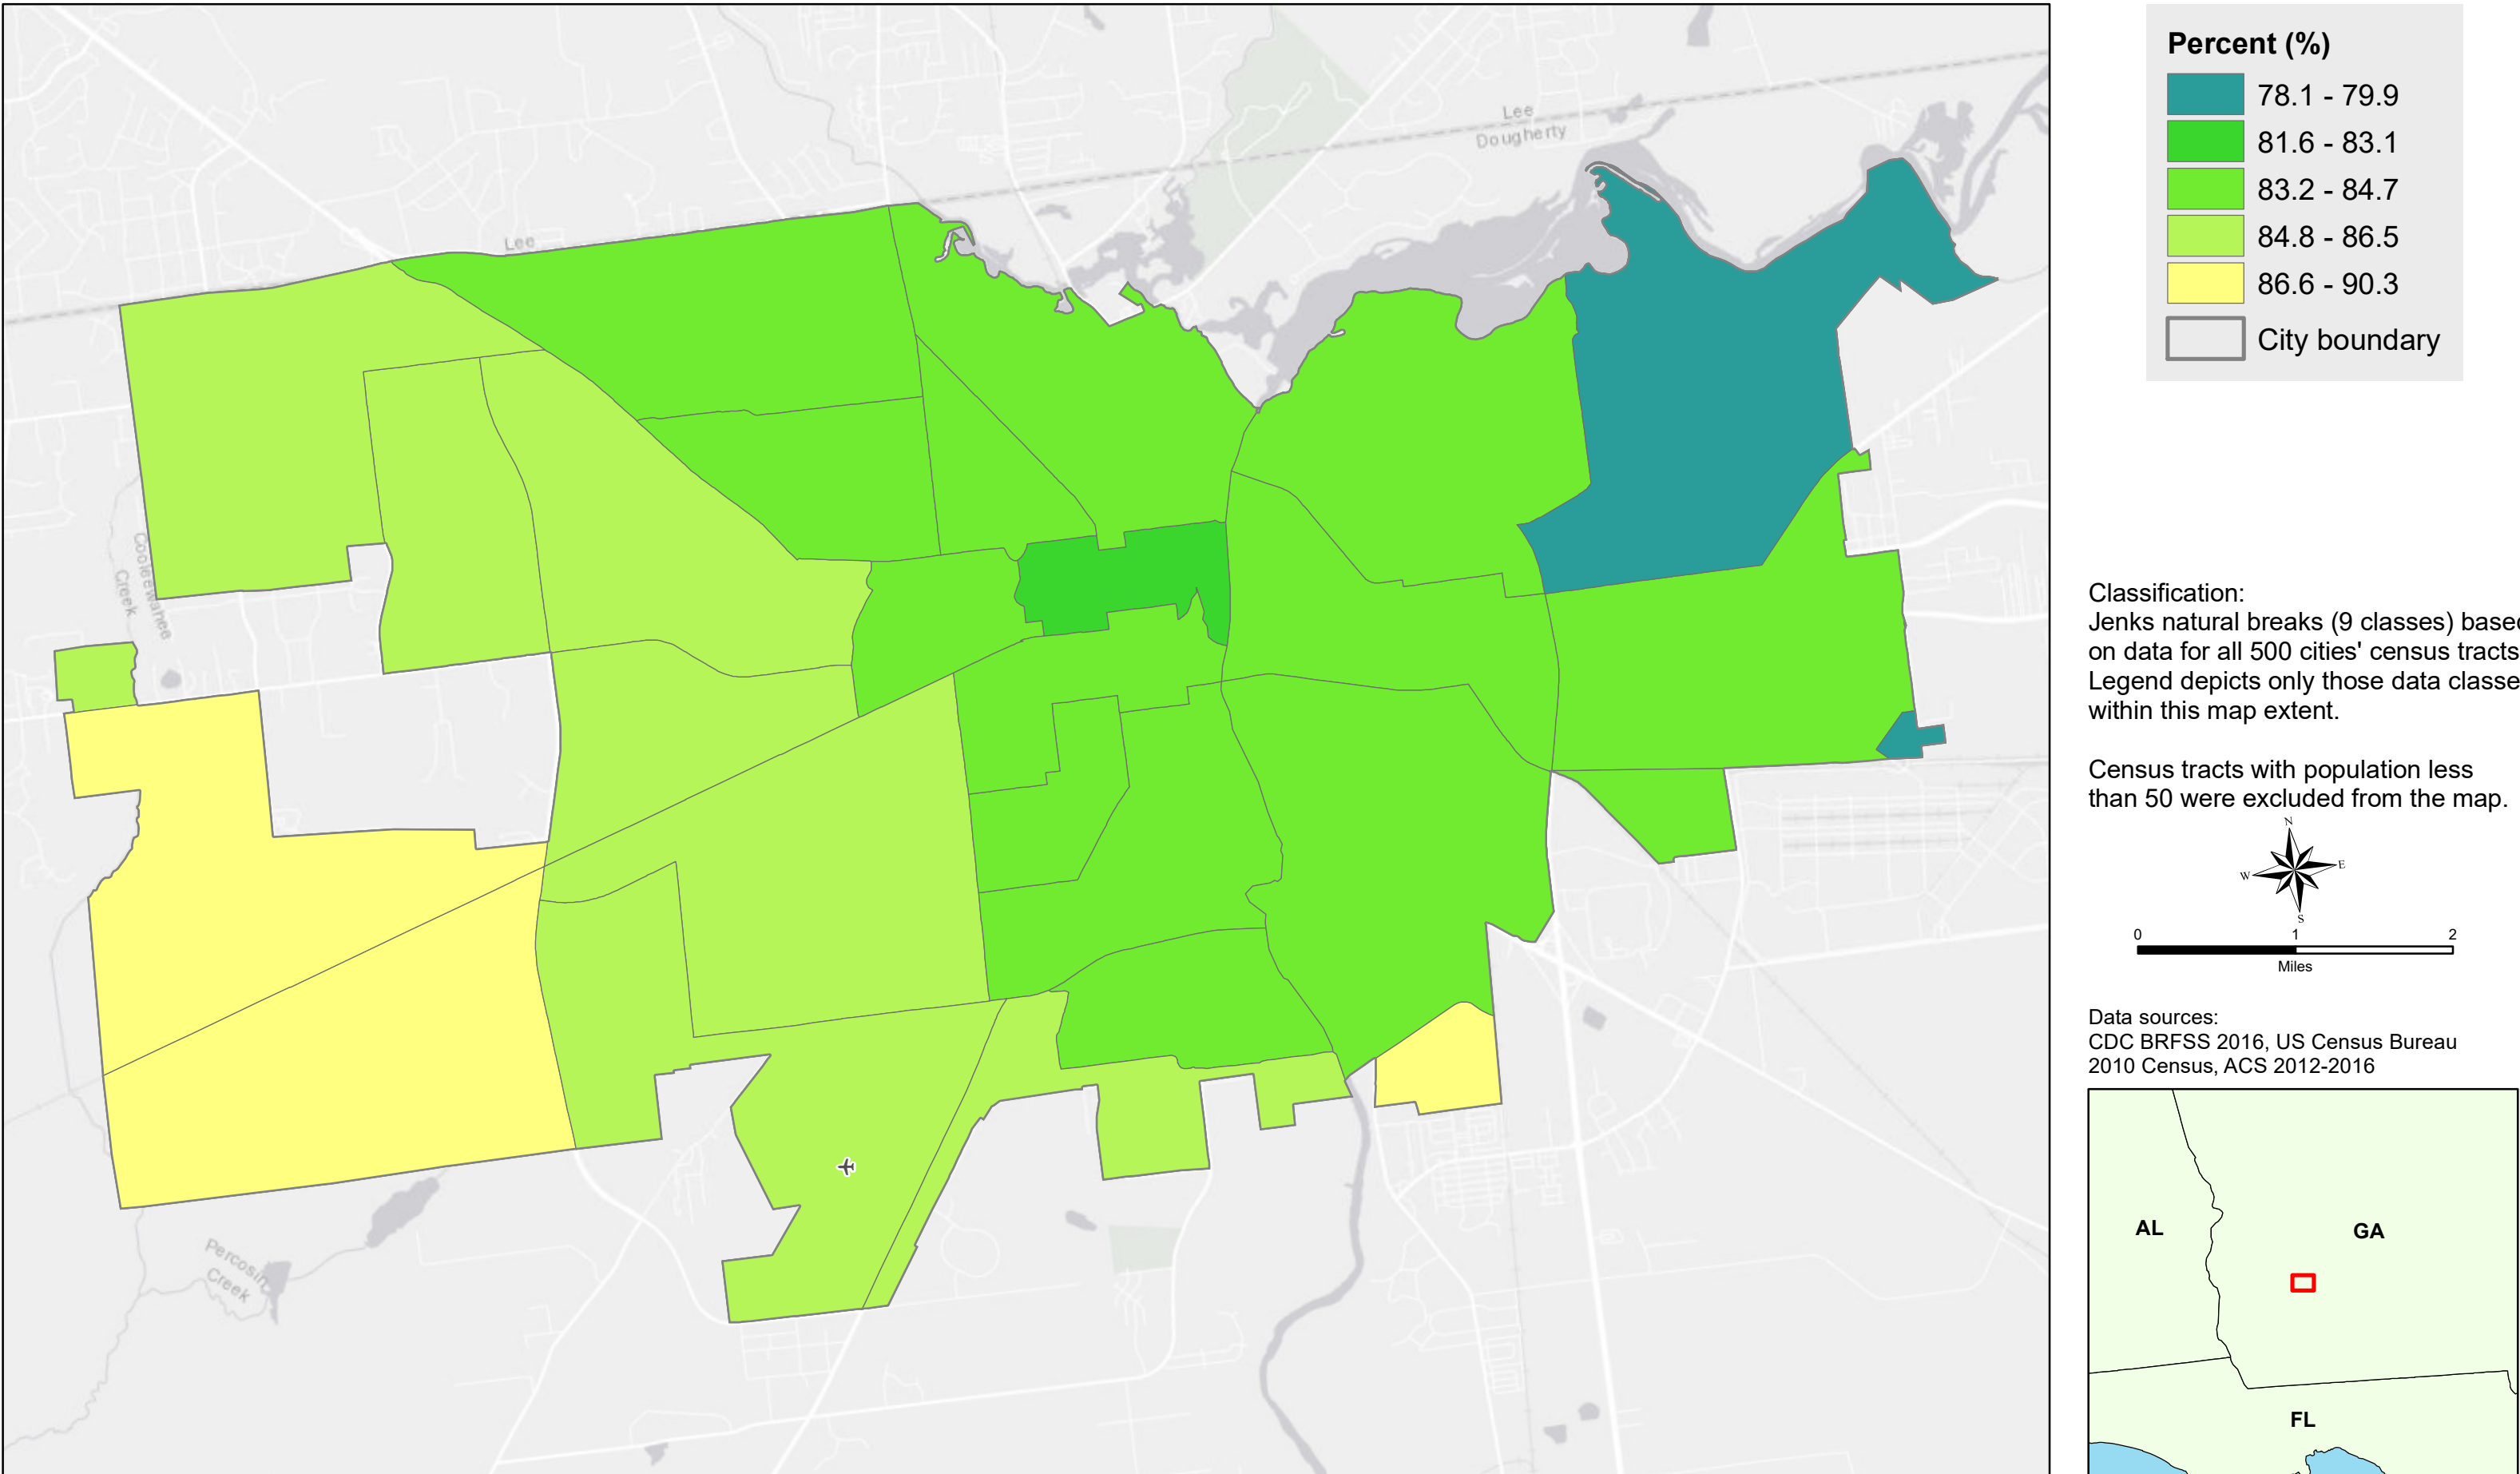 Percent (%)
78.1 - 79.9
81.6 - 83.1
83.2 - 84.7
84.8 - 86.5
86.6 - 90.3
City boundary
Lee
Dougherty
Lee
Cooleewahee
Creek
Percosin
Creek
Classification:
Jenks natural breaks (9 classes) based
on data for all 500 cities' census tracts
Legend depicts only those data classe
within this map extent.
Census tracts with population less
than 50 were excluded from the map.
N
W
E
S
0 1 2
Miles
Data sources:
CDC BRFSS 2016, US Census Bureau
2010 Census, ACS 2012-2016
AL
GA
FL